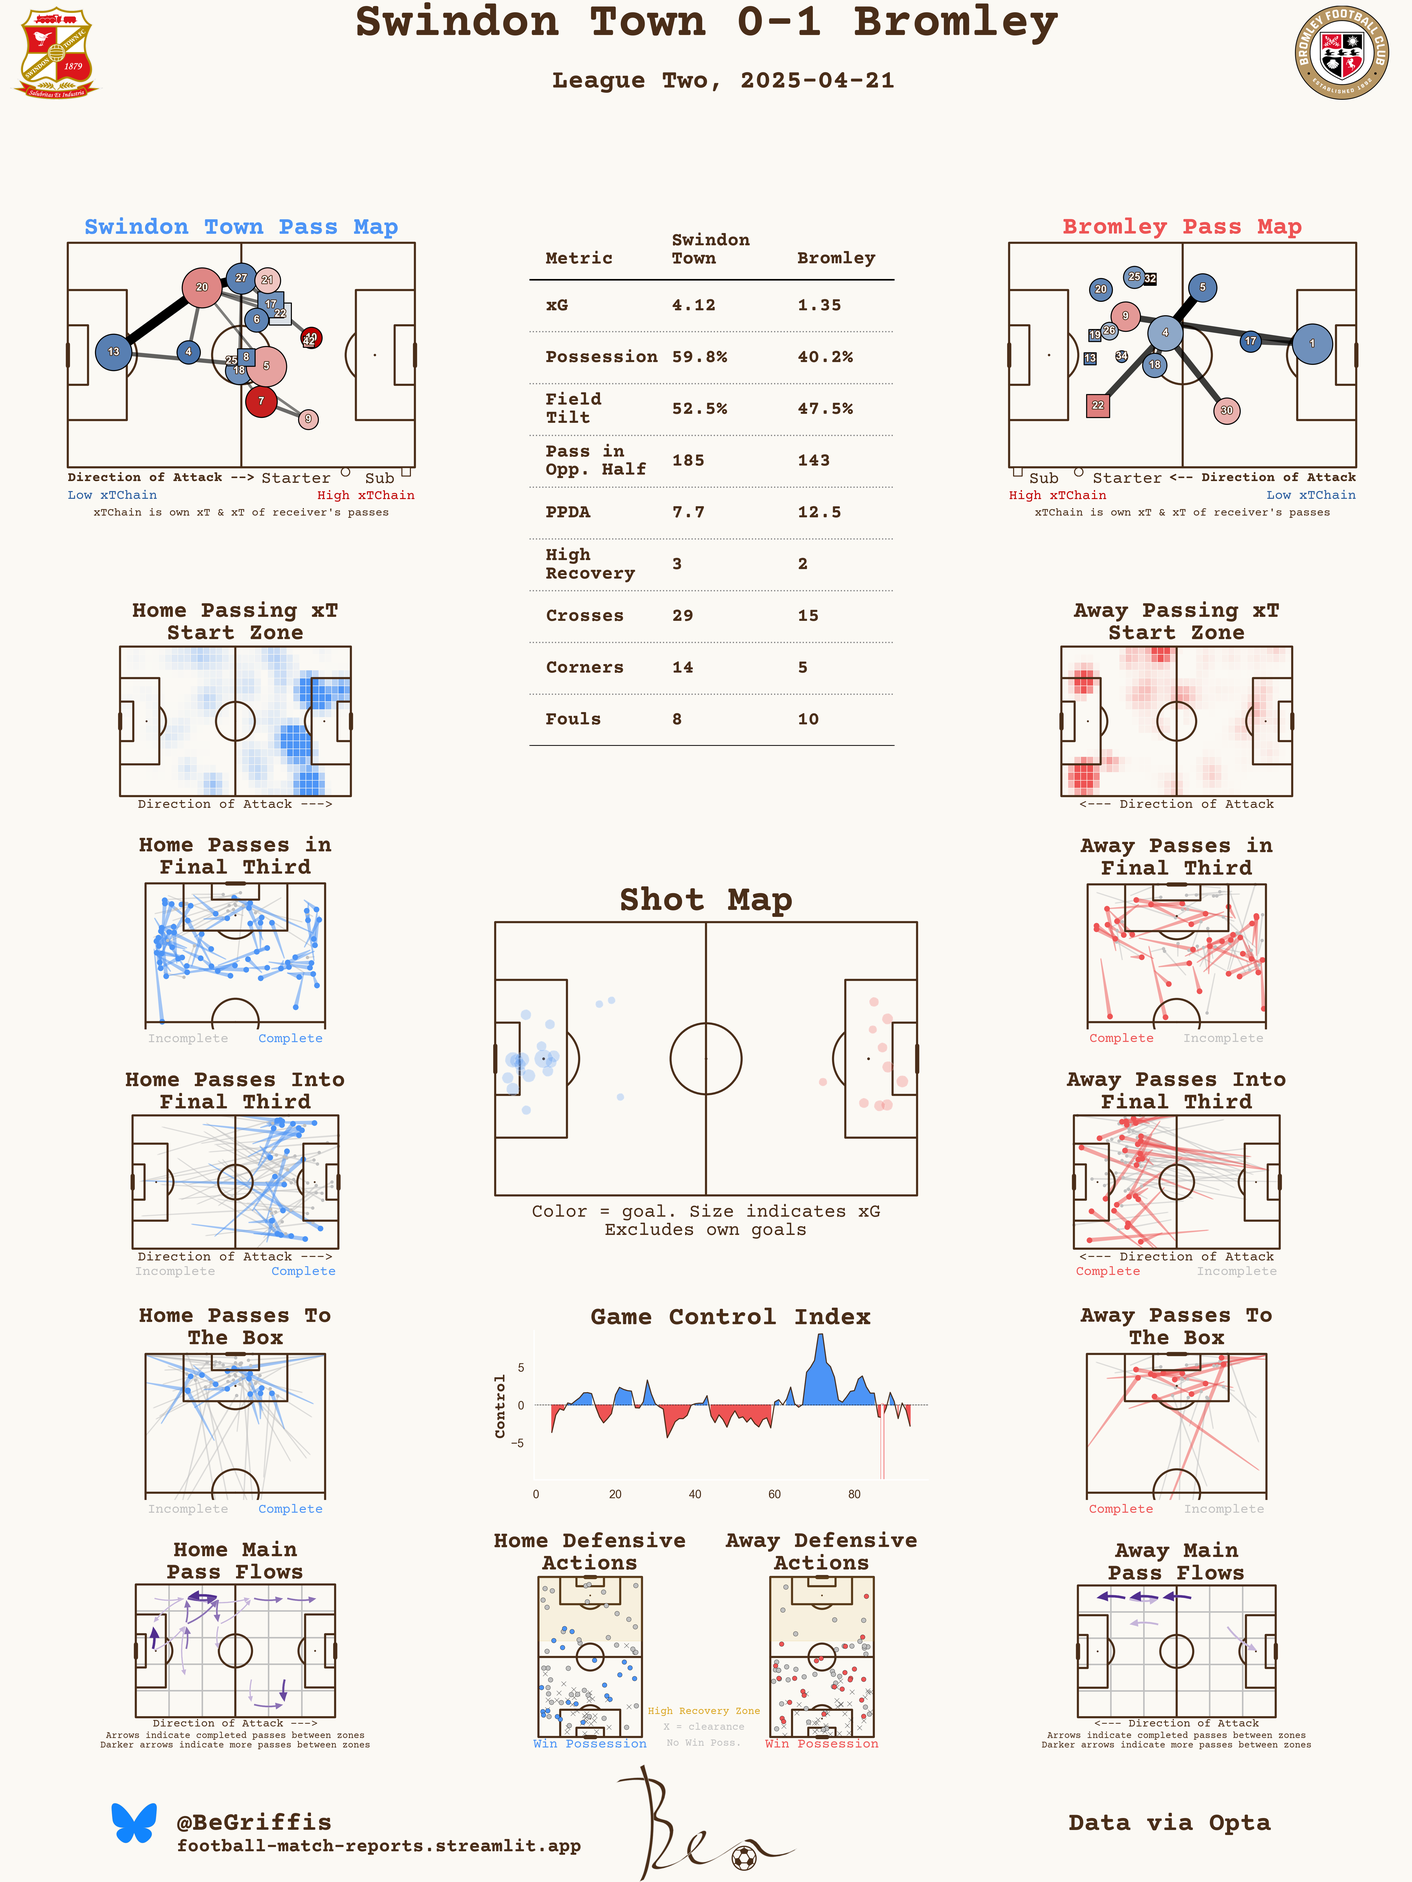 Swindon Town 0-1 Bromley
League Two, 2025-04-21
SWINDON TOWN FC
1879
Salubritas Et Industria
BROMLEY FOOTBALL CLUB
• ESTABLISHED 1892 •
Swindon Town Pass Map
20
27
21
17
22
6
10
42
13
4
25
8
18
5
7
9
Direction of Attack --> Starter Sub
Low xTChain High xTChain
xTChain is own xT & xT of receiver's passes
Metric Swindon Town Bromley
xG 4.12 1.35
Possession 59.8% 40.2%
Field Tilt 52.5% 47.5%
Pass in Opp. Half 185 143
PPDA 7.7 12.5
High Recovery 3 2
Crosses 29 15
Corners 14 5
Fouls 8 10
Bromley Pass Map
25
32
20
5
9
26
19
4
17
1
13
34
18
22
30
Sub Starter <-- Direction of Attack
High xTChain Low xTChain
xTChain is own xT & xT of receiver's passes
Home Passing xT
Start Zone
Direction of Attack --->
Away Passing xT
Start Zone
<--- Direction of Attack
Home Passes in
Final Third
Incomplete Complete
Away Passes in
Final Third
Complete Incomplete
Shot Map
Color = goal. Size indicates xG
Excludes own goals
Home Passes Into
Final Third
Direction of Attack --->
Incomplete Complete
Away Passes Into
Final Third
<--- Direction of Attack
Complete Incomplete
Home Passes To
The Box
Incomplete Complete
Game Control Index
Control
5
0
−5
0 20 40 60 80
Away Passes To
The Box
Complete Incomplete
Home Main
Pass Flows
Direction of Attack --->
Arrows indicate completed passes between zones
Darker arrows indicate more passes between zones
Home Defensive
Actions
Win Possession
High Recovery Zone
X = clearance
No Win Poss.
Away Defensive
Actions
Win Possession
Away Main
Pass Flows
<--- Direction of Attack
Arrows indicate completed passes between zones
Darker arrows indicate more passes between zones
@BeGriffis
football-match-reports.streamlit.app
Ben
Data via Opta